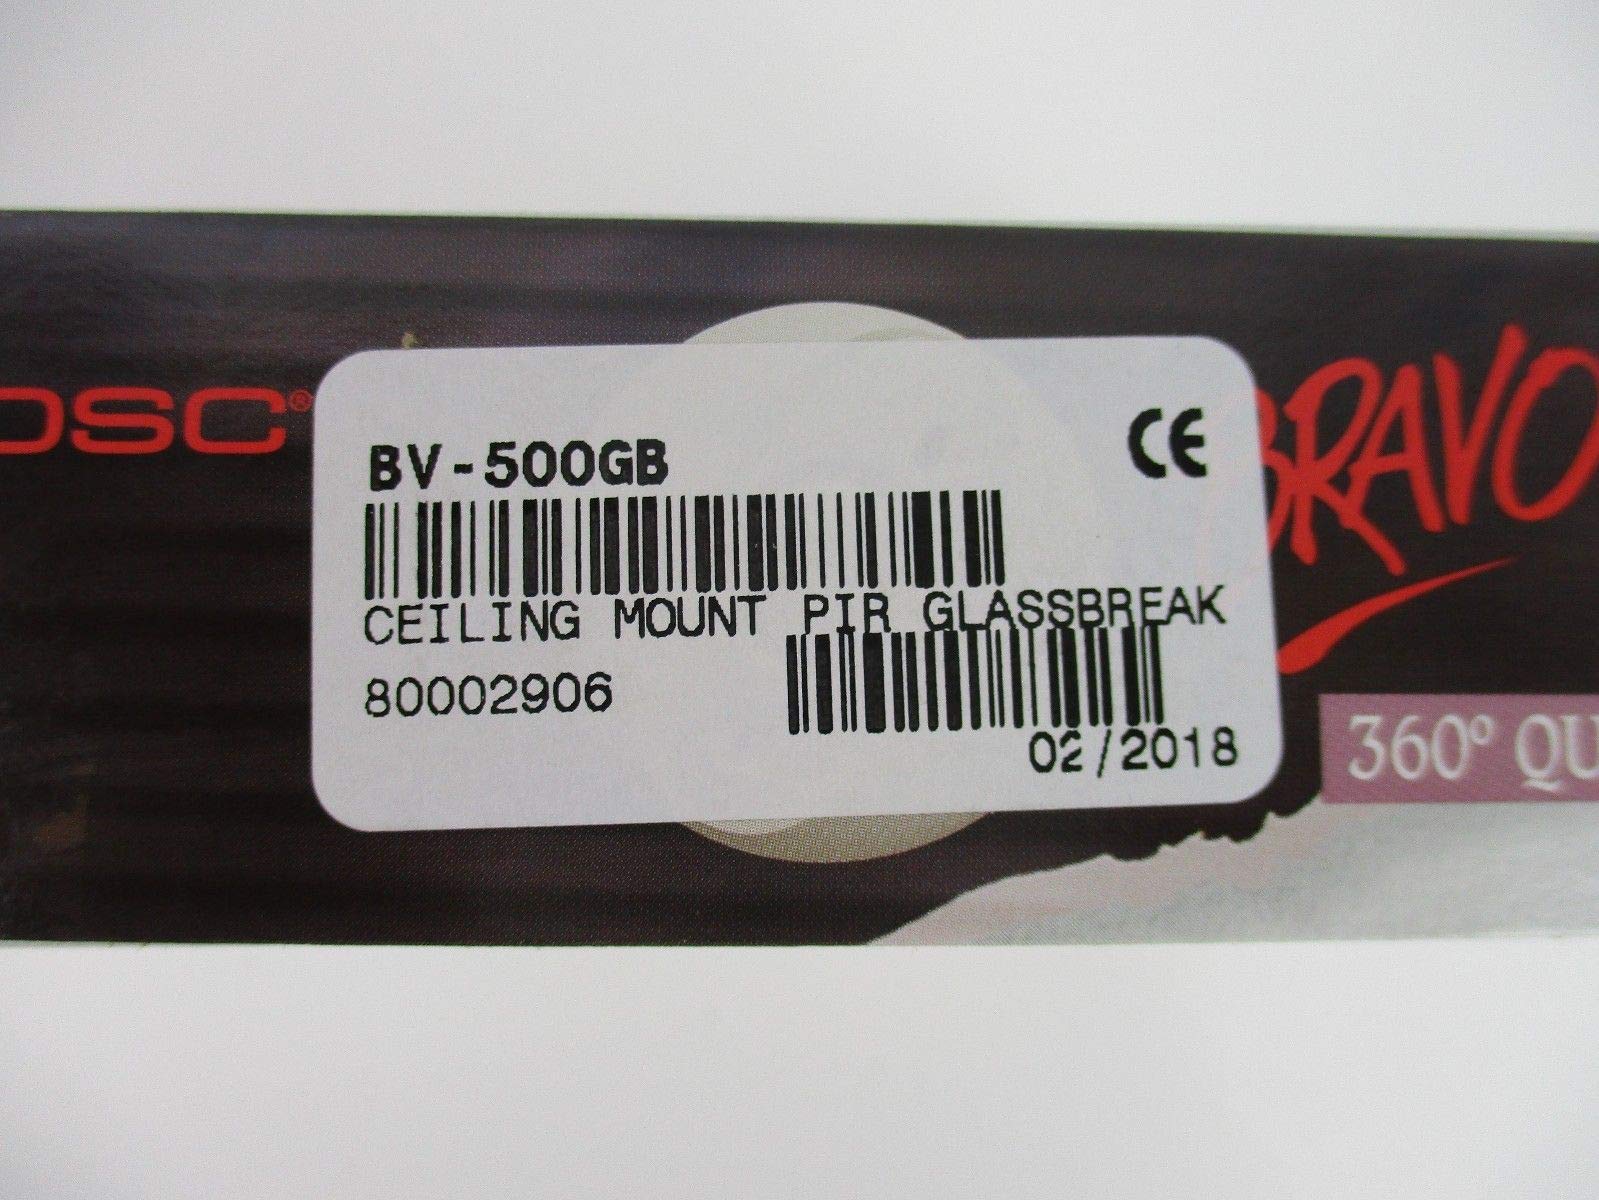 DSC®
BV-500GB
CE
BRAVO
CEILING MOUNT PIR GLASSBREAK
80002906
02/2018
360° QU